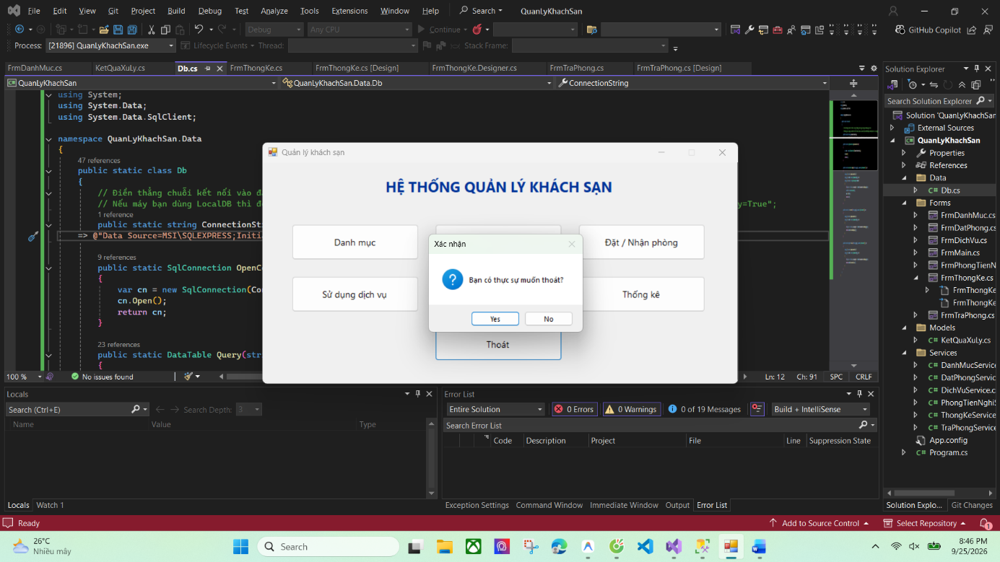 File Edit View Git Project Build Debug Test Analyze Tools Extensions Window Help Search QuanLyKhachSan
Debug Any CPU Continue GitHub Copilot
Process: [21896] QuanLyKhachSan.exe Lifecycle Events Thread: Stack Frame:
FrmDanhMuc.cs KetQuaXuLy.cs Db.cs FrmThongKe.cs FrmThongKe.cs [Design] FrmThongKe.Designer.cs FrmTraPhong.cs FrmTraPhong.cs [Design]
QuanLyKhachSan QuanLyKhachSan.Data.Db ConnectionString
using System;
using System.Data;
using System.Data.SqlClient;
namespace QuanLyKhachSan.Data
{
47 references
public static class Db
{
// Điền thẳng chuỗi kết nối vào đ
// Nếu máy bạn dùng LocalDB thì đ
y=True";
1 reference
public static string ConnectionSt
=> @"Data Source=MSI\SQLEXPRESS;Initia
9 references
public static SqlConnection OpenC
{
var cn = new SqlConnection(Co
cn.Open();
return cn;
}
23 references
public static DataTable Query(str
{
100 % No issues found Ln: 12 Ch: 91 SPC CRLF
Quản lý khách sạn
HỆ THỐNG QUẢN LÝ KHÁCH SẠN
Danh mục
Đặt / Nhận phòng
Sử dụng dịch vụ
Thống kê
Thoát
Xác nhận
Bạn có thực sự muốn thoát?
Yes No
Locals
Search (Ctrl+E) Search Depth: 3
Name Value Type
Locals Watch 1
Error List
Entire Solution 0 Errors 0 Warnings 0 of 19 Messages Build + IntelliSense
Search Error List
Code Description Project File Line Suppression State
Exception Settings Command Window Immediate Window Output Error List
Solution Explorer
Search Solution Explorer
Solution 'QuanLyKhachSan
External Sources
QuanLyKhachSan
Properties
References
Data
Db.cs
Forms
FrmDanhMuc.cs
FrmDatPhong.cs
FrmDichVu.cs
FrmMain.cs
FrmPhongTienN
FrmThongKe.cs
FrmThongKe
FrmThongKe
FrmTraPhong.cs
Models
KetQuaXuLy.cs
Services
DanhMucService
DatPhongServic
DichVuService.c
PhongTienNghiS
ThongKeService
TraPhongService
App.config
Program.cs
Solution Explo... Git Changes
Ready Add to Source Control Select Repository 1
26°C
Nhiều mây
Search
8:46 PM
9/25/2026